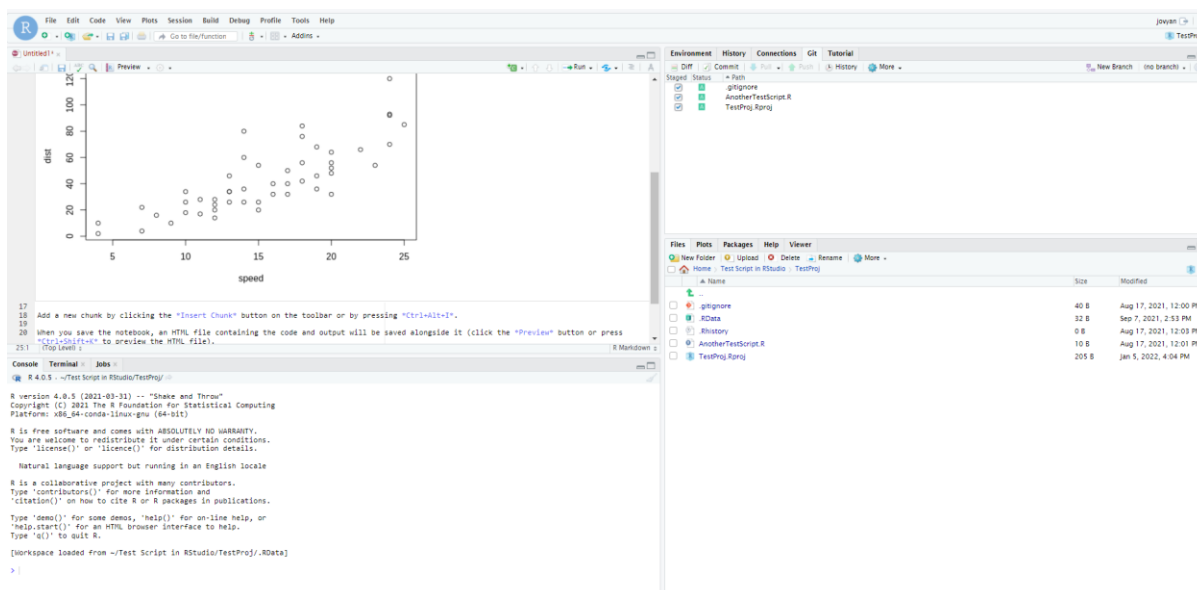 File Edit Code View Plots Session Build Debug Profile Tools Help
jovyan
Go to file/function
Addins
TestPro
Untitled1*
Preview
Run
dist
0 20 40 60 80 100 120
5 10 15 20 25
speed
17
18 Add a new chunk by clicking the *Insert Chunk* button on the toolbar or by pressing *Ctrl+Alt+I*.
19
20 When you save the notebook, an HTML file containing the code and output will be saved alongside it (click the *Preview* button or press
*Ctrl+Shift+K* to preview the HTML file).
25:1 (Top Level) R Markdown
Console Terminal Jobs
R 4.0.5 · ~/Test Script in RStudio/TestProj/
R version 4.0.5 (2021-03-31) -- "Shake and Throw"
Copyright (C) 2021 The R Foundation for Statistical Computing
Platform: x86_64-conda-linux-gnu (64-bit)
R is free software and comes with ABSOLUTELY NO WARRANTY.
You are welcome to redistribute it under certain conditions.
Type 'license()' or 'licence()' for distribution details.
Natural language support but running in an English locale
R is a collaborative project with many contributors.
Type 'contributors()' for more information and
'citation()' on how to cite R or R packages in publications.
Type 'demo()' for some demos, 'help()' for on-line help, or
'help.start()' for an HTML browser interface to help.
Type 'q()' to quit R.
[Workspace loaded from ~/Test Script in RStudio/TestProj/.RData]
>
Environment History Connections Git Tutorial
Diff Commit Pull Push History More New Branch (no branch)
Staged Status Path
.gitignore
AnotherTestScript.R
TestProj.Rproj
Files Plots Packages Help Viewer
New Folder Upload Delete Rename More
Home Test Script in RStudio TestProj
Name Size Modified
..
.gitignore 40 B Aug 17, 2021, 12:00 PM
.RData 32 B Sep 7, 2021, 2:53 PM
.Rhistory 0 B Aug 17, 2021, 12:03 PM
AnotherTestScript.R 10 B Aug 17, 2021, 12:01 PM
TestProj.Rproj 205 B Jan 5, 2022, 4:04 PM